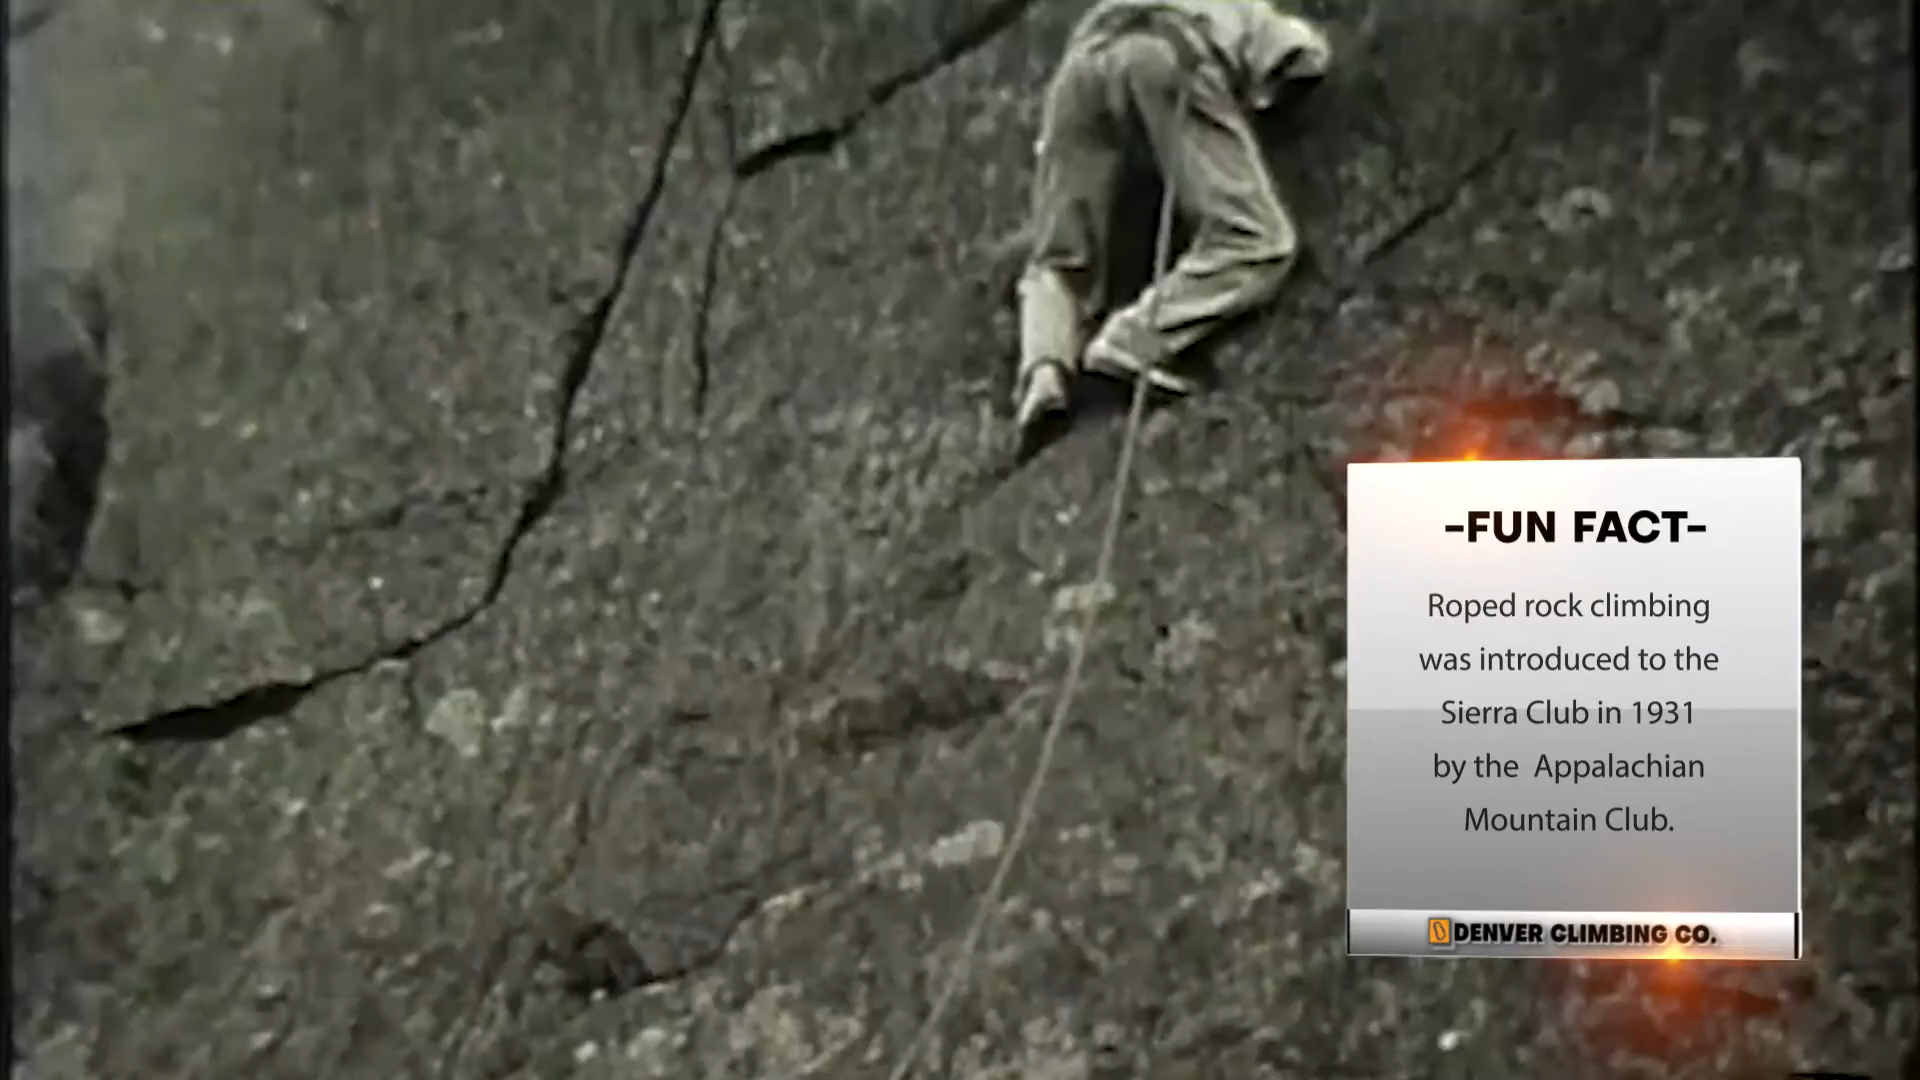 -FUN FACT-
Roped rock climbing
was introduced to the
Sierra Club in 1931
by the  Appalachian
Mountain Club.
DENVER CLIMBING CO.